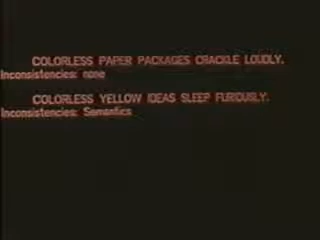 COLORLESS PAPER PACKAGES CRACKLE LOUDLY.
Inconsistencies: none
COLORLESS YELLOW IDEAS SLEEP FURIOUSLY.
Inconsistencies: Semantics